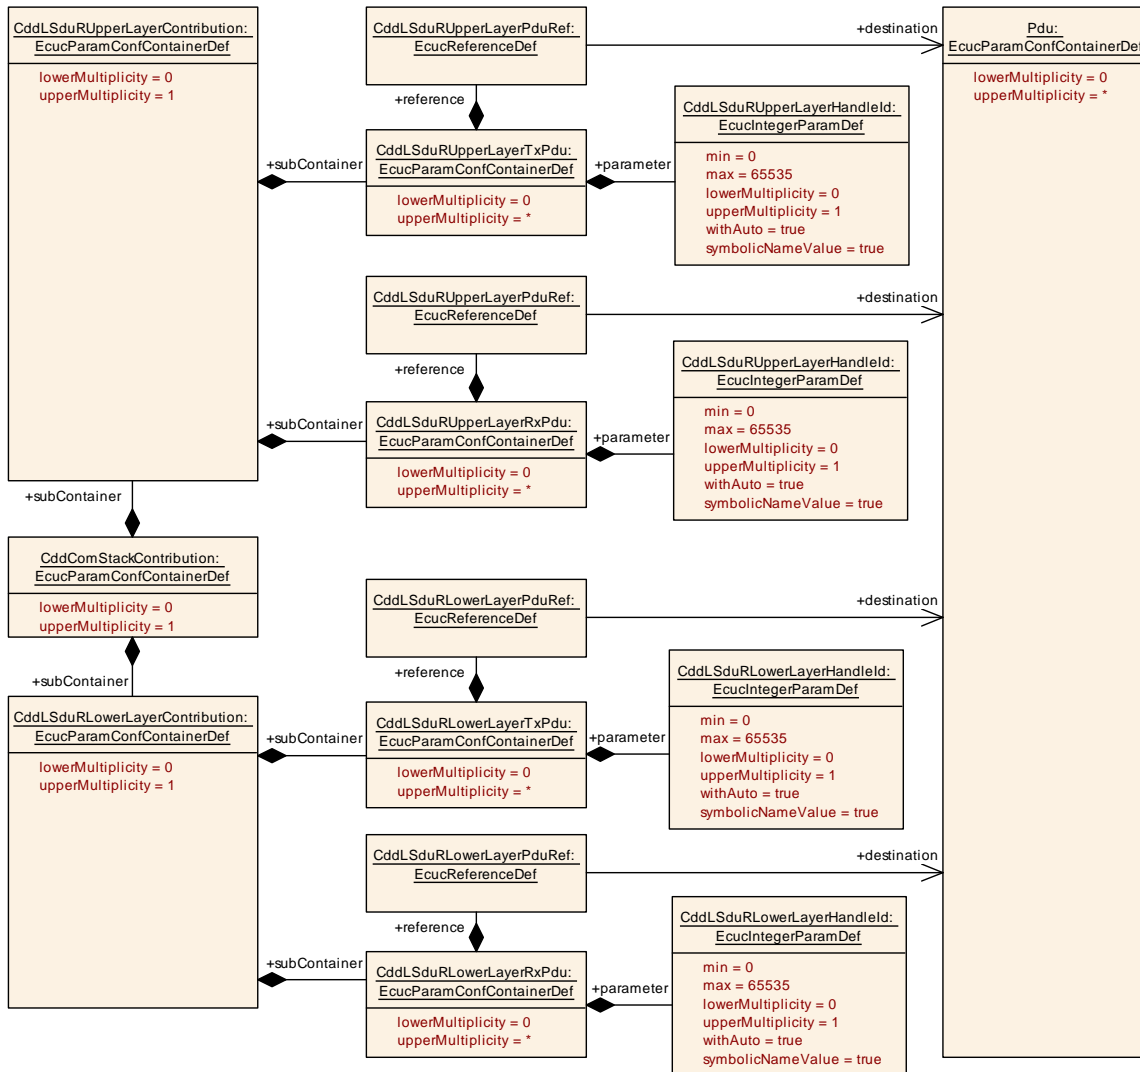 CddLSduRUpperLayerContribution:
EcucParamConfContainerDef
lowerMultiplicity = 0
upperMultiplicity = 1
CddLSduRUpperLayerPduRef:
EcucReferenceDef
+destination
Pdu:
EcucParamConfContainerDef
lowerMultiplicity = 0
upperMultiplicity = *
+reference
CddLSduRUpperLayerHandleId:
EcucIntegerParamDef
min = 0
max = 65535
lowerMultiplicity = 0
upperMultiplicity = 1
withAuto = true
symbolicNameValue = true
+subContainer
CddLSduRUpperLayerTxPdu:
EcucParamConfContainerDef
lowerMultiplicity = 0
upperMultiplicity = *
+parameter
CddLSduRUpperLayerPduRef:
EcucReferenceDef
+destination
+reference
CddLSduRUpperLayerHandleId:
EcucIntegerParamDef
min = 0
max = 65535
lowerMultiplicity = 0
upperMultiplicity = 1
withAuto = true
symbolicNameValue = true
+subContainer
CddLSduRUpperLayerRxPdu:
EcucParamConfContainerDef
lowerMultiplicity = 0
upperMultiplicity = *
+parameter
+subContainer
CddComStackContribution:
EcucParamConfContainerDef
lowerMultiplicity = 0
upperMultiplicity = 1
+subContainer
CddLSduRLowerLayerPduRef:
EcucReferenceDef
+destination
+reference
CddLSduRLowerLayerHandleId:
EcucIntegerParamDef
min = 0
max = 65535
lowerMultiplicity = 0
upperMultiplicity = 1
withAuto = true
symbolicNameValue = true
CddLSduRLowerLayerContribution:
EcucParamConfContainerDef
lowerMultiplicity = 0
upperMultiplicity = 1
+subContainer
CddLSduRLowerLayerTxPdu:
EcucParamConfContainerDef
lowerMultiplicity = 0
upperMultiplicity = *
+parameter
CddLSduRLowerLayerPduRef:
EcucReferenceDef
+destination
+reference
CddLSduRLowerLayerHandleId:
EcucIntegerParamDef
min = 0
max = 65535
lowerMultiplicity = 0
upperMultiplicity = 1
withAuto = true
symbolicNameValue = true
+subContainer
CddLSduRLowerLayerRxPdu:
EcucParamConfContainerDef
lowerMultiplicity = 0
upperMultiplicity = *
+parameter